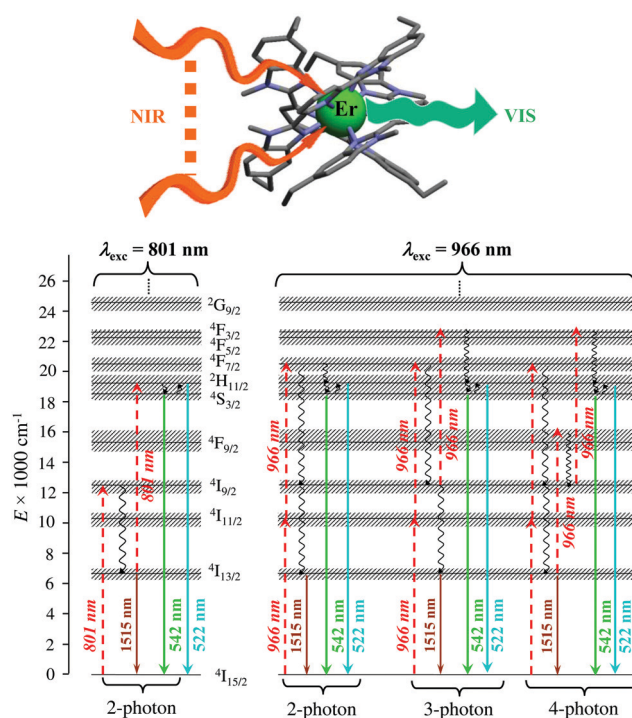 NIR
Er
VIS
λexc = 801 nm
λexc = 966 nm
E × 1000 cm⁻¹
26
24
22
20
18
16
14
12
10
8
6
4
2
0
²G9/2
⁴F3/2
⁴F5/2
⁴F7/2
²H11/2
⁴S3/2
⁴F9/2
⁴I9/2
⁴I11/2
⁴I13/2
⁴I15/2
801 nm
1515 nm
801 nm
542 nm
522 nm
966 nm
966 nm
1515 nm
542 nm
522 nm
966 nm
966 nm
966 nm
1515 nm
542 nm
522 nm
966 nm
966 nm
1515 nm
542 nm
522 nm
2-photon
2-photon
3-photon
4-photon